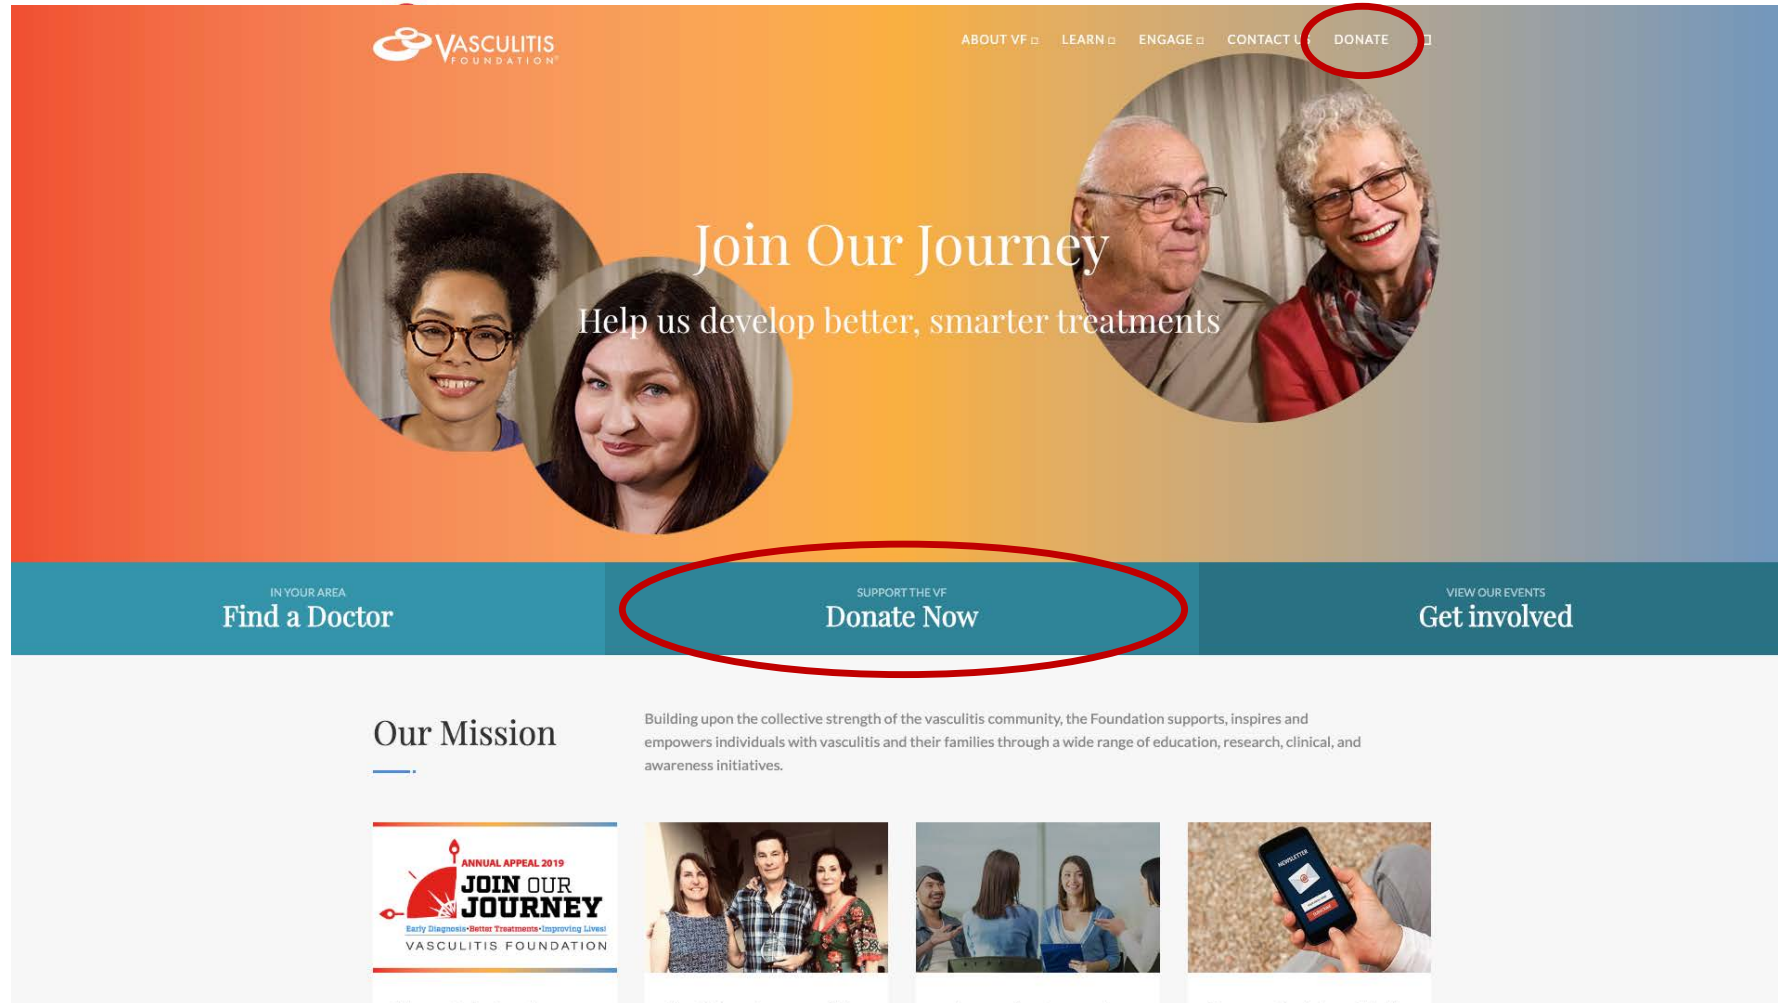 VASCULITIS
FOUNDATION
ABOUT VF
LEARN
ENGAGE
CONTACT US
DONATE
Join Our Journey
Help us develop better, smarter treatments
IN YOUR AREA
Find a Doctor
SUPPORT THE VF
Donate Now
VIEW OUR EVENTS
Get involved
Our Mission
Building upon the collective strength of the vasculitis community, the Foundation supports, inspires and
empowers individuals with vasculitis and their families through a wide range of education, research, clinical, and
awareness initiatives.
ANNUAL APPEAL 2019
JOIN OUR
JOURNEY
Early Diagnosis•Better Treatments•Improving Lives!
VASCULITIS FOUNDATION
NEWSLETTER